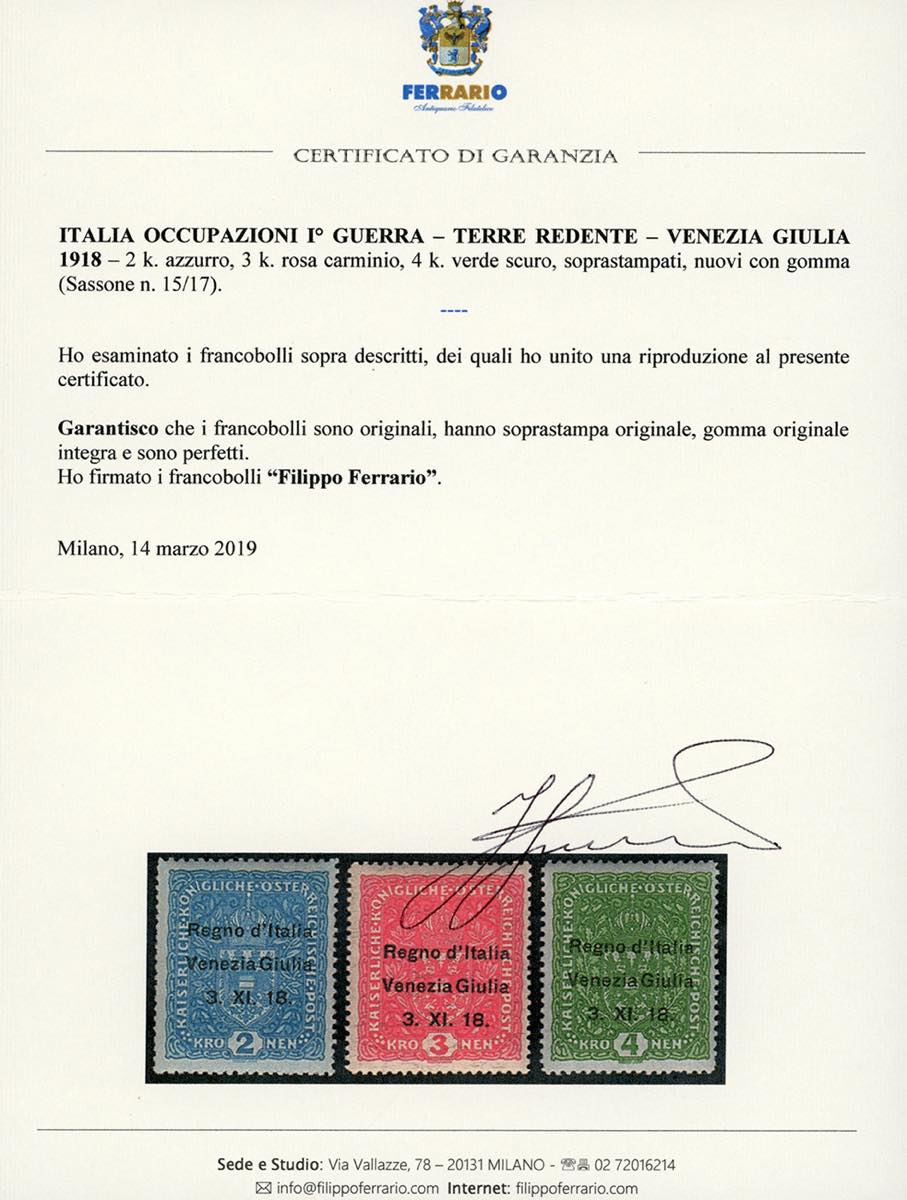 FERRARIO
Antiquario Filatelico
CERTIFICATO DI GARANZIA
ITALIA OCCUPAZIONI I° GUERRA – TERRE REDENTE – VENEZIA GIULIA
1918 – 2 k. azzurro, 3 k. rosa carminio, 4 k. verde scuro, soprastampati, nuovi con gomma
(Sassone n. 15/17).
----
Ho esaminato i francobolli sopra descritti, dei quali ho unito una riproduzione al presente
certificato.
Garantisco che i francobolli sono originali, hanno soprastampa originale, gomma originale
integra e sono perfetti.
Ho firmato i francobolli “Filippo Ferrario”.
Milano, 14 marzo 2019
KAISERLICHE·KÖNIGLICHE·ÖSTERREICHISCHE·POST
Regno d'Italia
Venezia Giulia
3. XI. 18.
KRO 2 NEN
KAISERLICHE·KÖNIGLICHE·ÖSTERREICHISCHE·POST
Regno d'Italia
Venezia Giulia
3. XI. 18.
KRO 3 NEN
KAISERLICHE·KÖNIGLICHE·ÖSTERREICHISCHE·POST
Regno d'Italia
Venezia Giulia
3. XI. 18.
KRO 4 NEN
Sede e Studio: Via Vallazze, 78 – 20131 MILANO - 02 72016214
info@filippoferrario.com Internet: filippoferrario.com